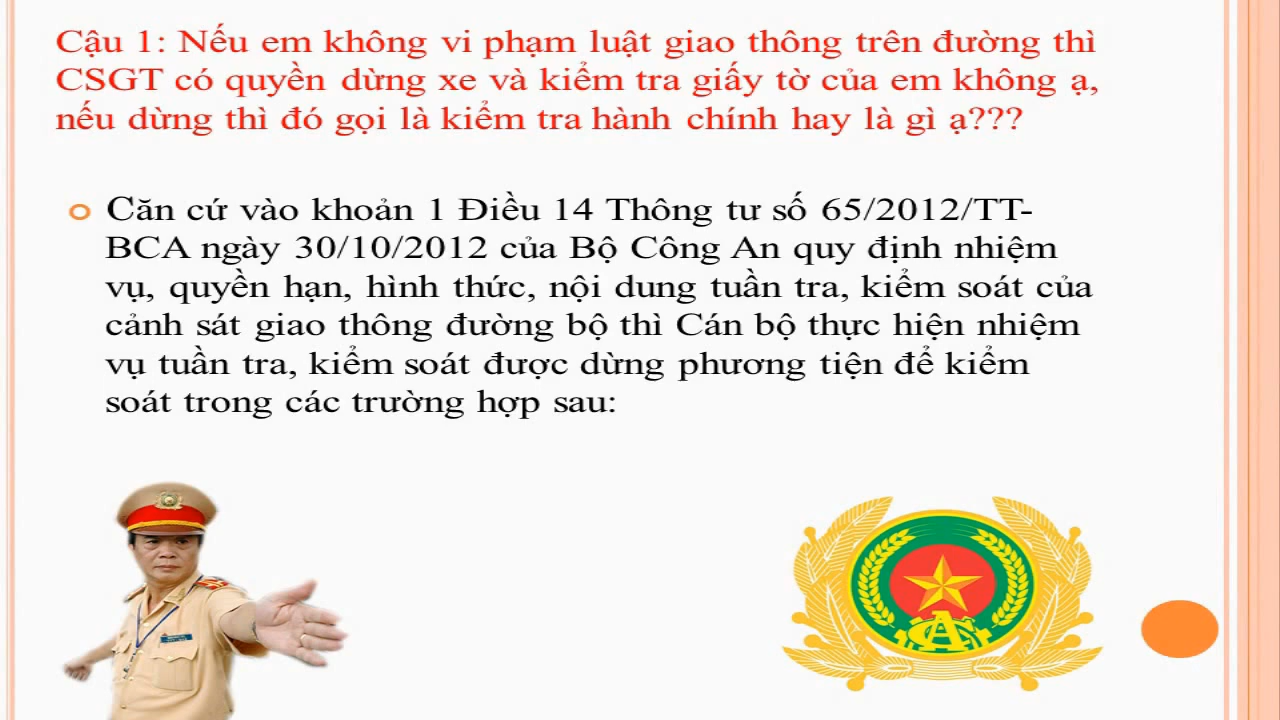 Cậu 1: Nếu em không vi phạm luật giao thông trên đường thì
CSGT có quyền dừng xe và kiểm tra giấy tờ của em không ạ,
nếu dừng thì đó gọi là kiểm tra hành chính hay là gì ạ???
Căn cứ vào khoản 1 Điều 14 Thông tư số 65/2012/TT-
BCA ngày 30/10/2012 của Bộ Công An quy định nhiệm
vụ, quyền hạn, hình thức, nội dung tuần tra, kiểm soát của
cảnh sát giao thông đường bộ thì Cán bộ thực hiện nhiệm
vụ tuần tra, kiểm soát được dừng phương tiện để kiểm
soát trong các trường hợp sau:
CA